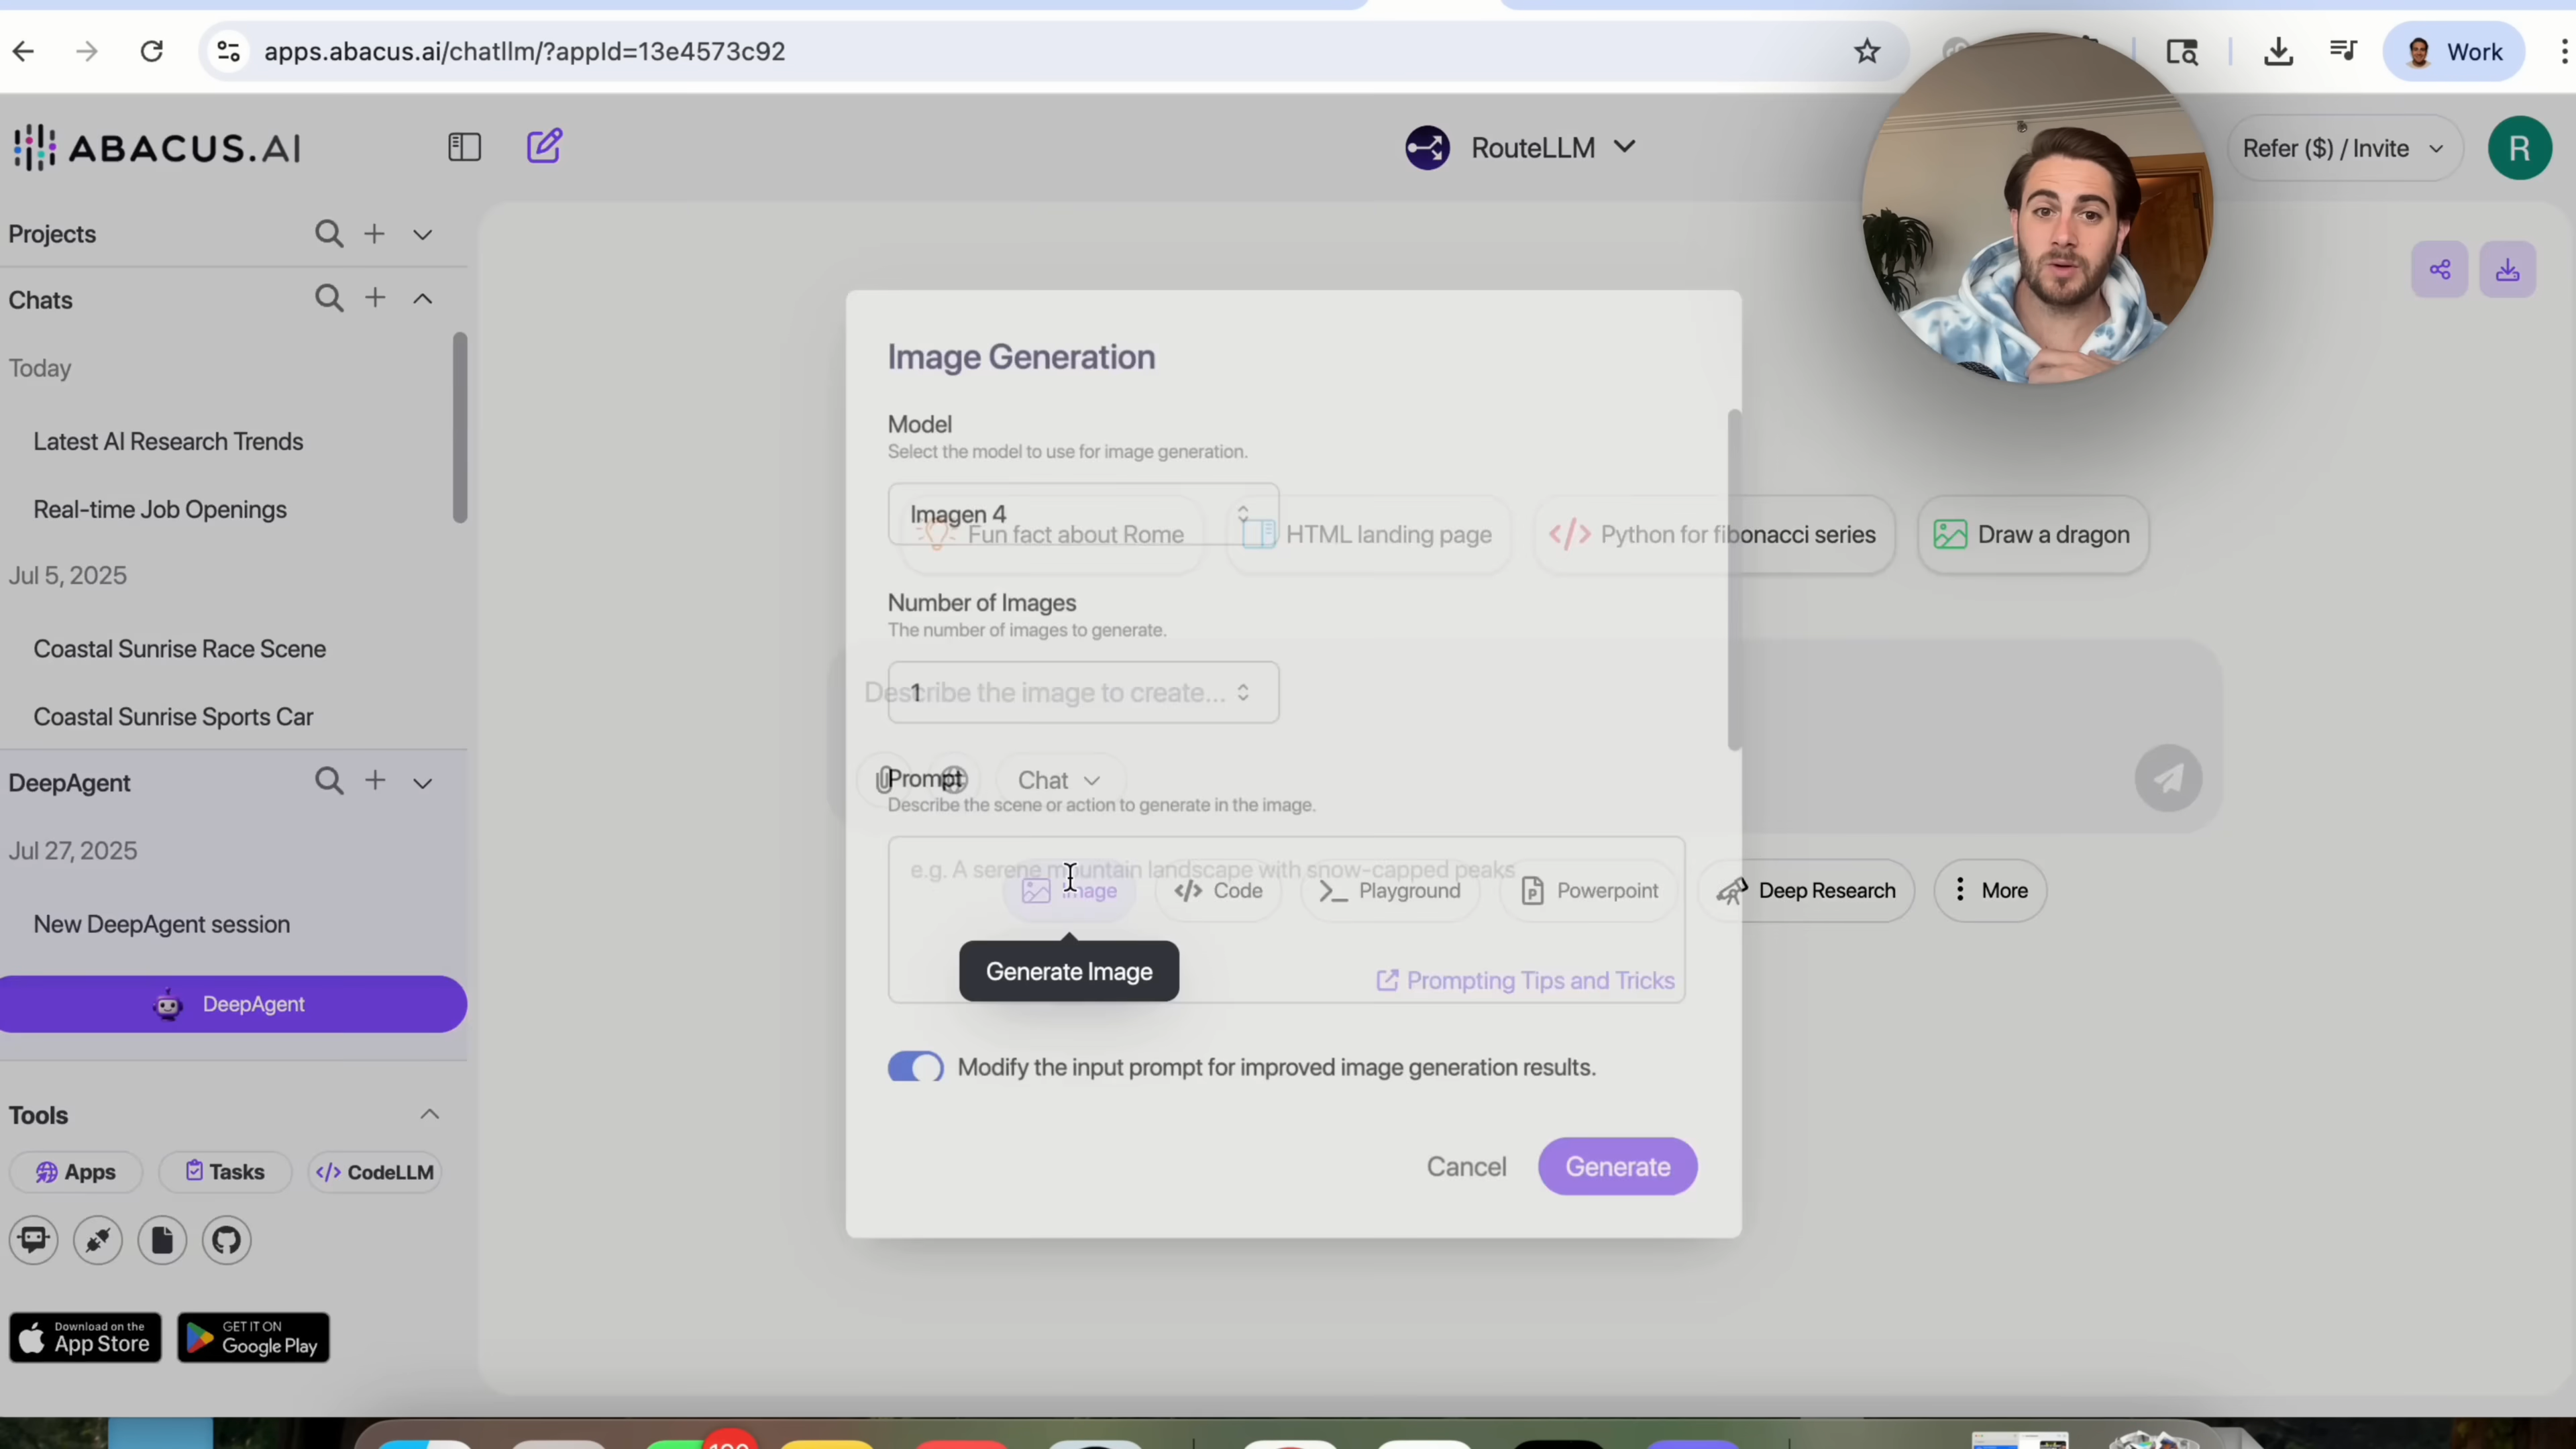 apps.abacus.ai/chatllm/?appId=13e4573c92
Work
ABACUS.AI
RouteLLM
Refer ($) / Invite
R
Projects
Chats
Today
Latest AI Research Trends
Real-time Job Openings
Jul 5, 2025
Coastal Sunrise Race Scene
Coastal Sunrise Sports Car
DeepAgent
Jul 27, 2025
New DeepAgent session
DeepAgent
Tools
Apps
Tasks
CodeLLM
Download on the
App Store
GET IT ON
Google Play
Image Generation
Model
Select the model to use for image generation.
Imagen 4
Fun fact about Rome
HTML landing page
Python for fibonacci series
Draw a dragon
Number of Images
The number of images to generate.
1
Describe the image to create...
Prompt
Chat
Describe the scene or action to generate in the image.
e.g. A serene mountain landscape with snow-capped peaks
Image
Code
Playground
Powerpoint
Deep Research
More
Generate Image
Prompting Tips and Tricks
Modify the input prompt for improved image generation results.
Cancel
Generate